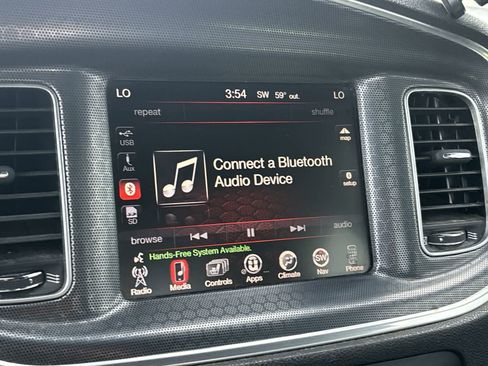 LO 3:54 SW 59° out. LO
repeat shuffle
USB
map
Aux
Connect a Bluetooth
Audio Device
setup
SD
browse audio
Hands-Free System Available.
Radio Media Controls Apps Climate SW Nav Phone